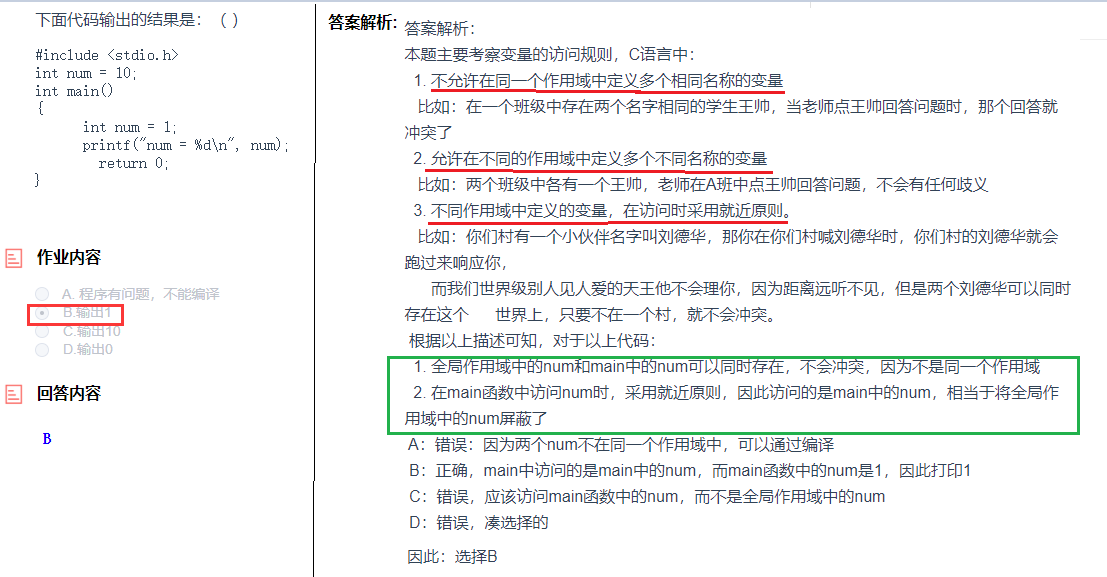 下面代码输出的结果是：（ ）
#include <stdio.h>
int num = 10;
int main()
{
int num = 1;
printf("num = %d\n", num);
return 0;
}
作业内容
A. 程序有问题，不能编译
B.输出1
C.输出10
D.输出0
回答内容
B
答案解析:
答案解析：
本题主要考察变量的访问规则，C语言中：
1. 不允许在同一个作用域中定义多个相同名称的变量
比如：在一个班级中存在两个名字相同的学生王帅，当老师点王帅回答问题时，那个回答就
冲突了
2. 允许在不同的作用域中定义多个不同名称的变量
比如：两个班级中各有一个王帅，老师在A班中点王帅回答问题，不会有任何歧义
3. 不同作用域中定义的变量，在访问时采用就近原则。
比如：你们村有一个小伙伴名字叫刘德华，那你在你们村喊刘德华时，你们村的刘德华就会
跑过来响应你，
而我们世界级别人见人爱的天王他不会理你，因为距离远听不见，但是两个刘德华可以同时
存在这个 世界上，只要不在一个村，就不会冲突。
根据以上描述可知，对于以上代码：
1. 全局作用域中的num和main中的num可以同时存在，不会冲突，因为不是同一个作用域
2. 在main函数中访问num时，采用就近原则，因此访问的是main中的num，相当于将全局作
用域中的num屏蔽了
A：错误：因为两个num不在同一个作用域中，可以通过编译
B：正确，main中访问的是main中的num，而main函数中的num是1，因此打印1
C：错误，应该访问main函数中的num，而不是全局作用域中的num
D：错误，凑选择的
因此：选择B